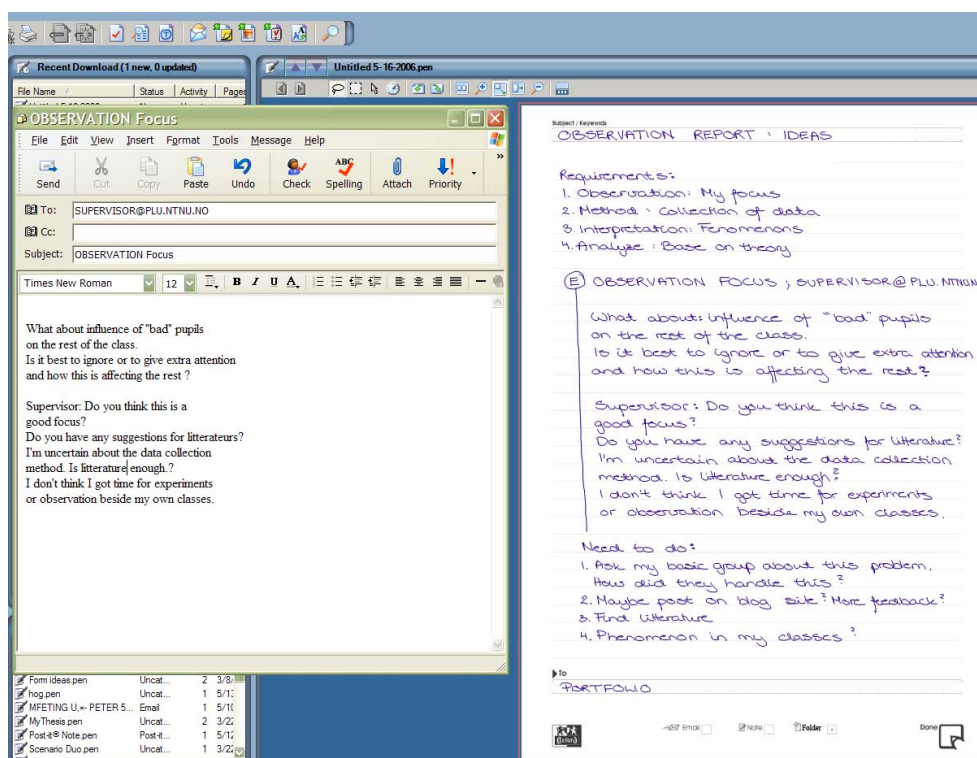 Recent Download (1 new, 0 updated)
File Name / Status Activity Pages
OBSERVATION Focus
File Edit View Insert Format Tools Message Help
Send Cut Copy Paste Undo Check Spelling Attach Priority
To: SUPERVISOR@PLU.NTNU.NO
Cc:
Subject: OBSERVATION Focus
Times New Roman 12 B I U A
What about influence of "bad" pupils
on the rest of the class.
Is it best to ignore or to give extra attention
and how this is affecting the rest ?
Supervisor: Do you think this is a
good focus?
Do you have any suggestions for litterateurs?
I'm uncertain about the data collection
method. Is litterature enough.?
I don't think I got time for experiments
or observation beside my own classes.
Form ideas.pen Uncat... 2 3/8/
hog.pen Uncat... 1 5/1
MFETING U,=- PETER 5... Email 1 5/1
MyThesis.pen Uncat... 2 3/22
Post-it® Note.pen Post-it... 1 5/12
Scenario Duo.pen Uncat... 1 3/22
Untitled 5-16-2006.pen
Subject / Keywords
OBSERVATION REPORT : IDEAS
Requirements:
1. Observation: My focus
2. Method : Collection of data
3. Interpretation: Fenomenons
4. Analyze : Base on theory
E OBSERVATION FOCUS ; SUPERVISOR@PLU.NTNUN
What about: influence of "bad" pupils
on the rest of the class.
Is it best to ignore or to give extra attention
and how this is affecting the rest?
Supervisor: Do you think this is a
good focus?
Do you have any suggestions for litterature?
I'm uncertain about the data collection
method. Is litterature enough?
I don't think I got time for experiments
or observation beside my own classes.
Need to do:
1. Ask my basic group about this problem.
How did they handle this?
2. Maybe post on blog site? More feedback?
3. Find litterature
4. Phenomenon in my classes?
To
PORTFOLIO
Email Note Folder Done